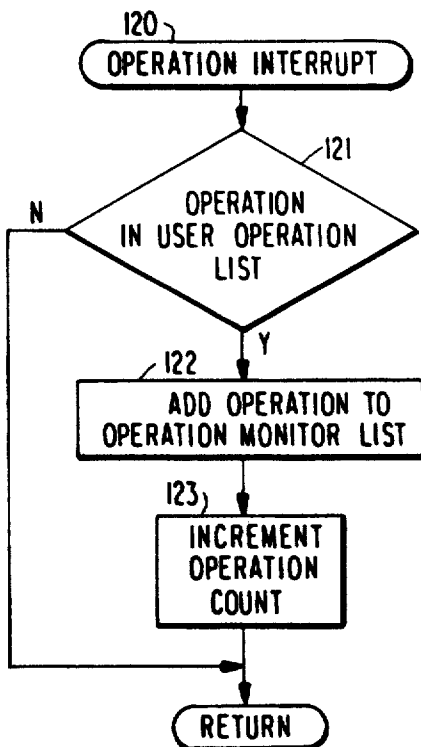 120
OPERATION INTERRUPT
121
OPERATION
IN USER OPERATION
LIST
N
Y
122
ADD OPERATION TO
OPERATION MONITOR LIST
123
INCREMENT
OPERATION
COUNT
RETURN